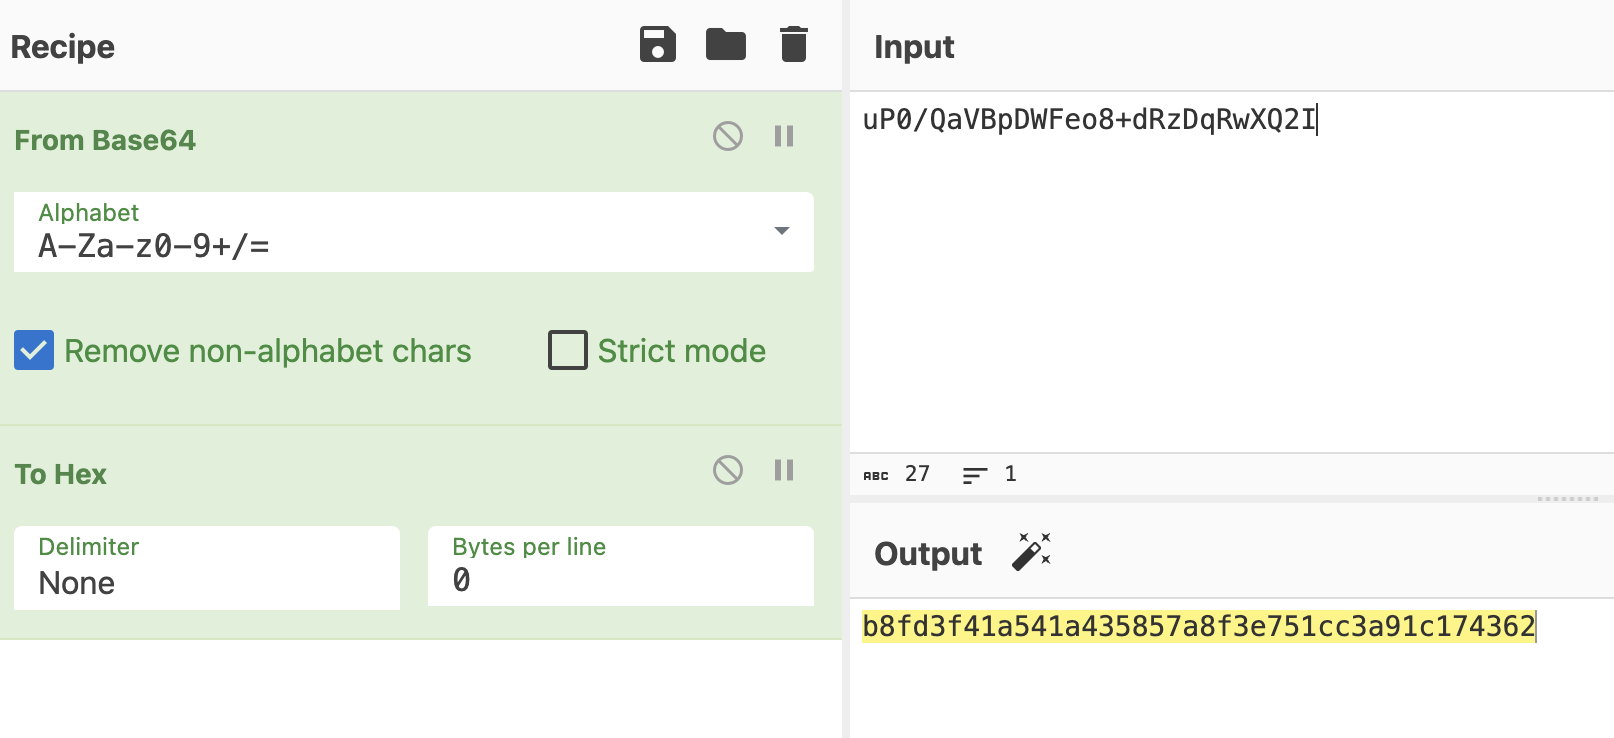 Recipe
From Base64
Alphabet
A-Za-z0-9+/=
Remove non-alphabet chars
Strict mode
To Hex
Delimiter
None
Bytes per line
0
Input
uP0/QaVBpDWFeo8+dRzDqRwXQ2I
ABC 27 1
Output
b8fd3f41a541a435857a8f3e751cc3a91c174362